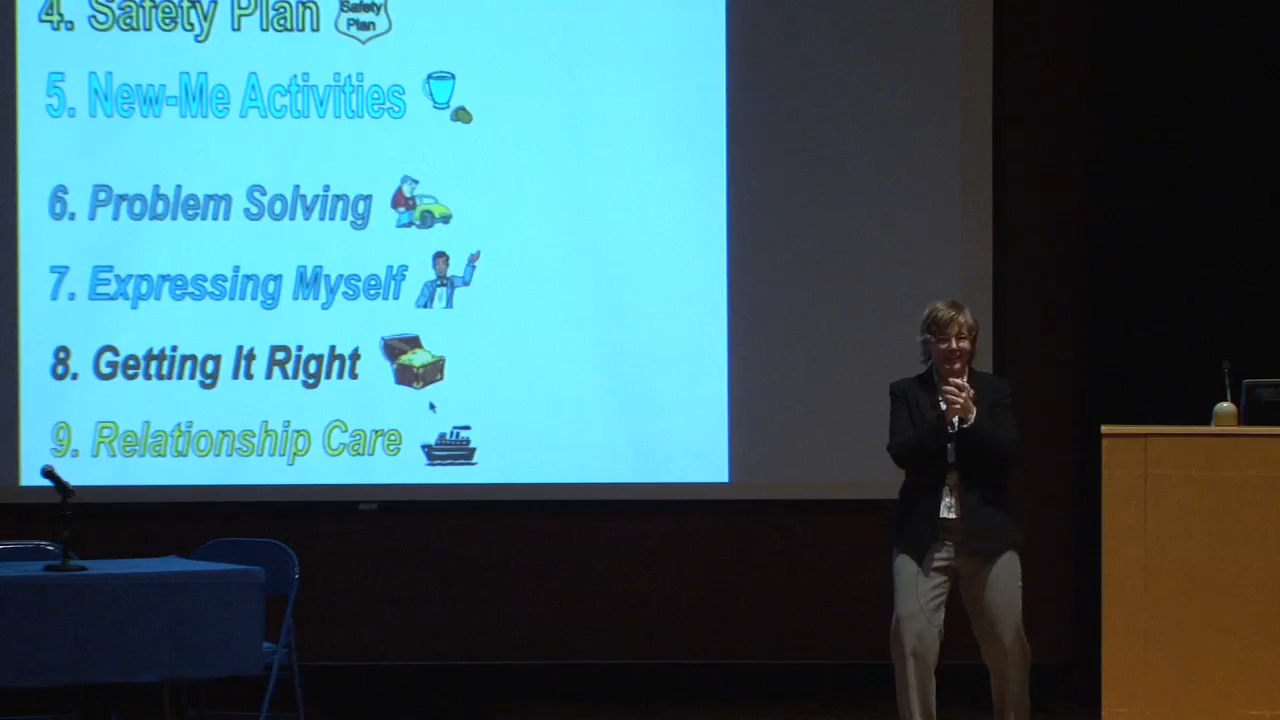 4. Safety Plan
Safety
Plan
5. New-Me Activities
6. Problem Solving
7. Expressing Myself
8. Getting It Right
9. Relationship Care